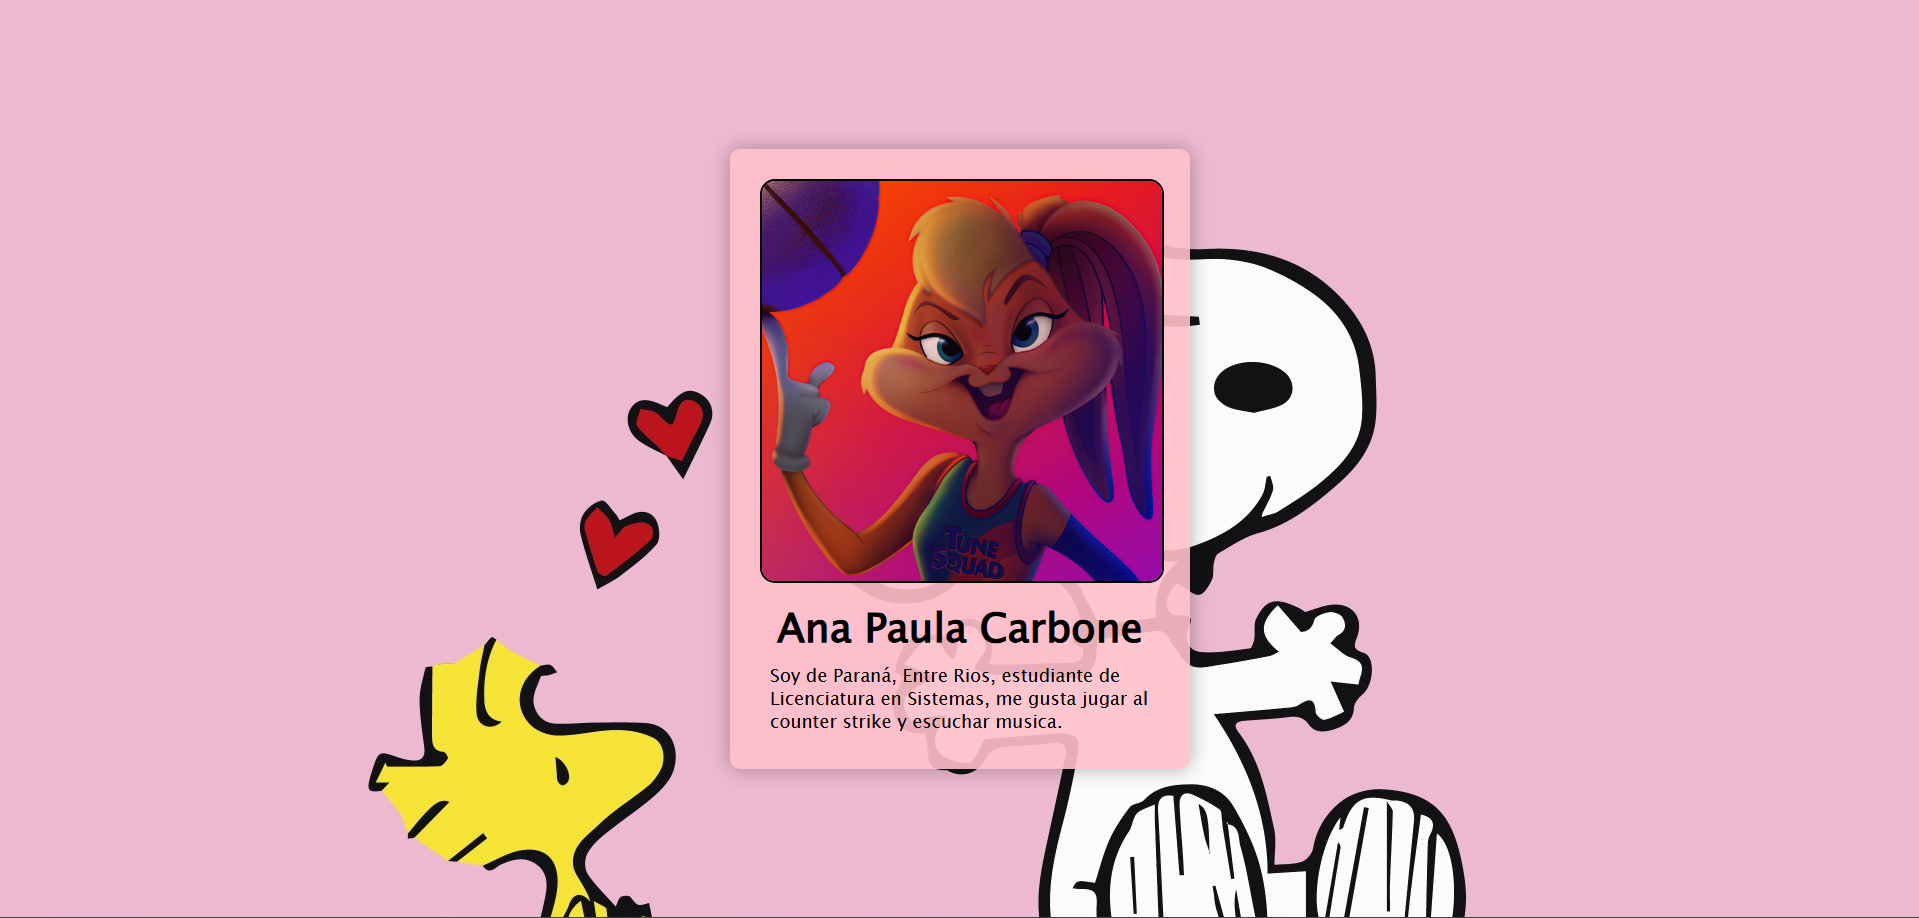 TUNE
SQUAD
Ana Paula Carbone
Soy de Paraná, Entre Rios, estudiante de
Licenciatura en Sistemas, me gusta jugar al
counter strike y escuchar musica.